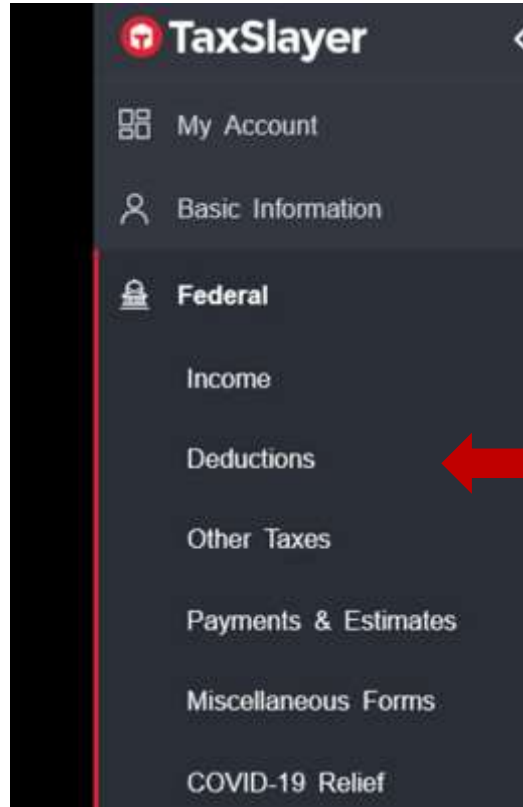 TaxSlayer
My Account
Basic Information
Federal
Income
Deductions
Other Taxes
Payments & Estimates
Miscellaneous Forms
COVID-19 Relief